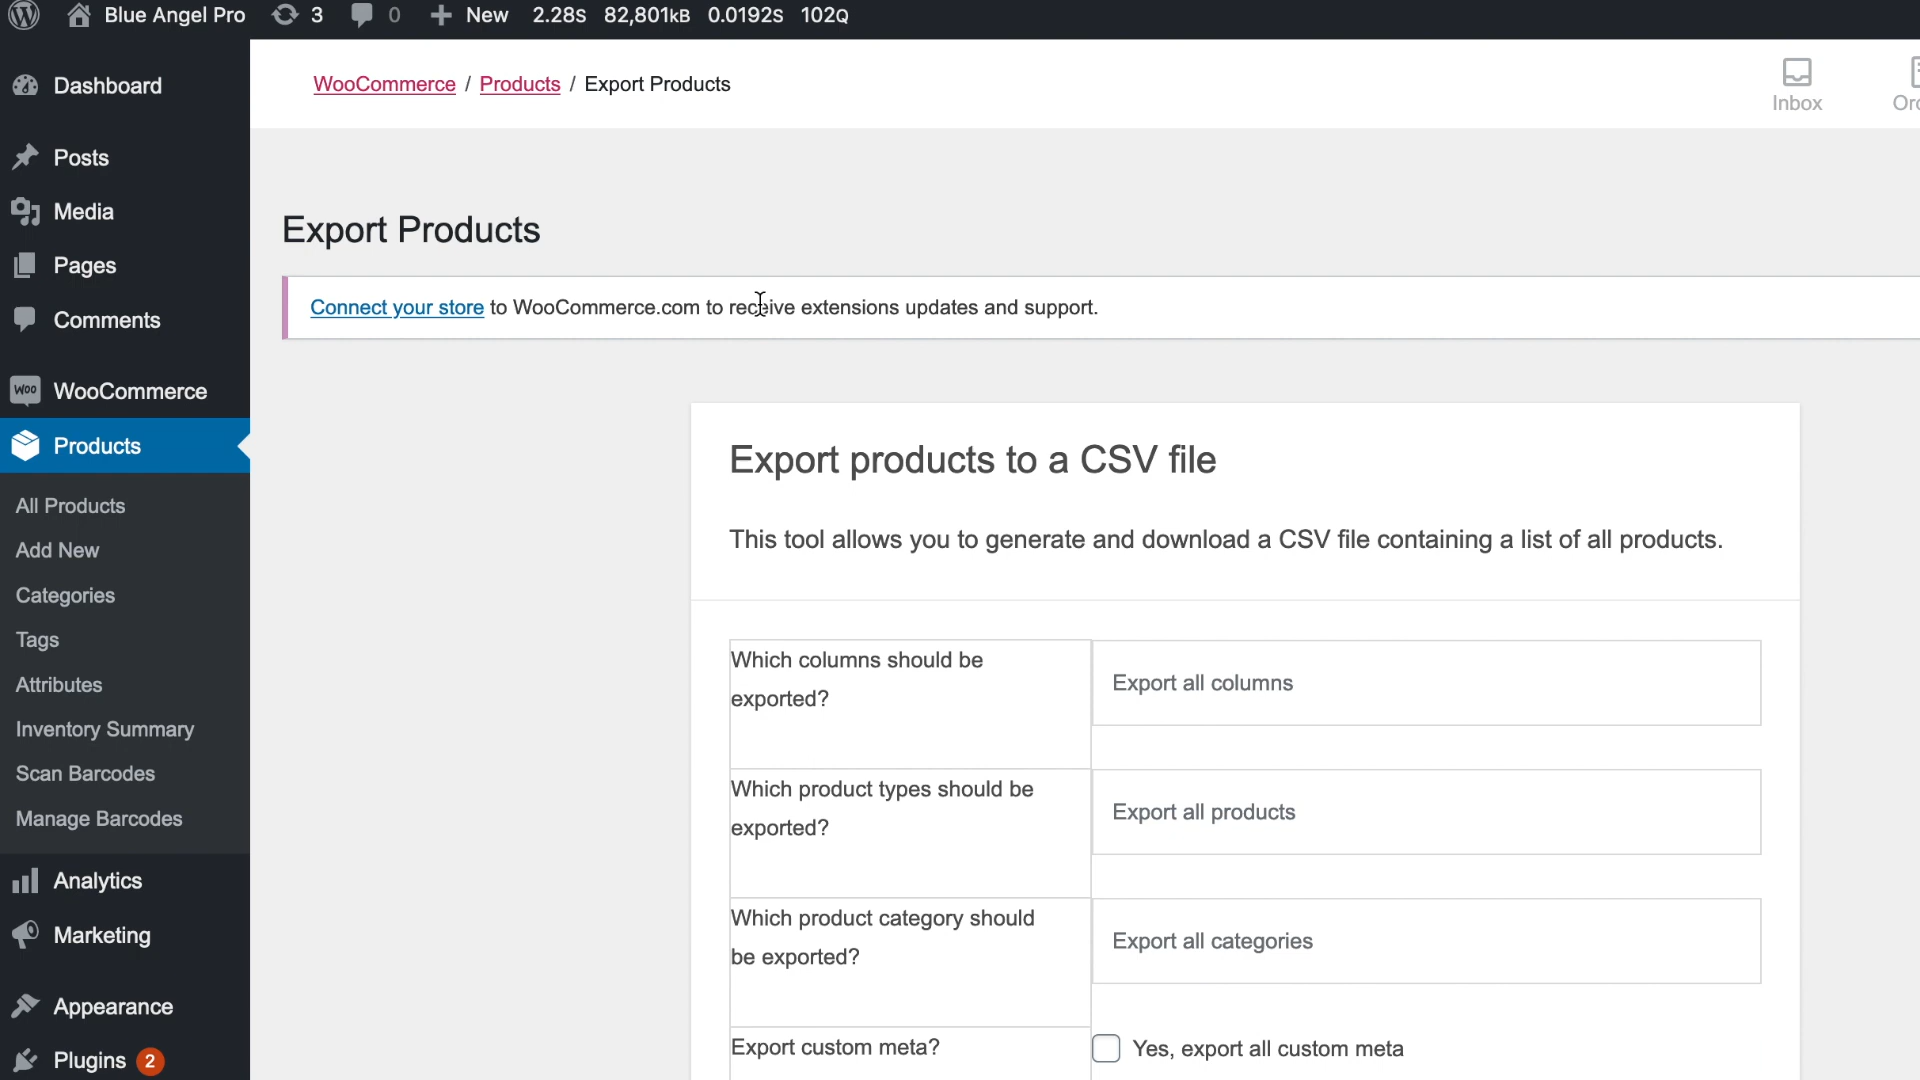 Blue Angel Pro 3 0 New 2.28S 82,801KB 0.0192S 102Q
Dashboard
Posts
Media
Pages
Comments
Woo WooCommerce
Products
All Products
Add New
Categories
Tags
Attributes
Inventory Summary
Scan Barcodes
Manage Barcodes
Analytics
Marketing
Appearance
Plugins 2
WooCommerce / Products / Export Products
Inbox
Export Products
Connect your store to WooCommerce.com to receive extensions updates and support.
Export products to a CSV file
This tool allows you to generate and download a CSV file containing a list of all products.
Which columns should be
exported?
Export all columns
Which product types should be
exported?
Export all products
Which product category should
be exported?
Export all categories
Export custom meta?
Yes, export all custom meta